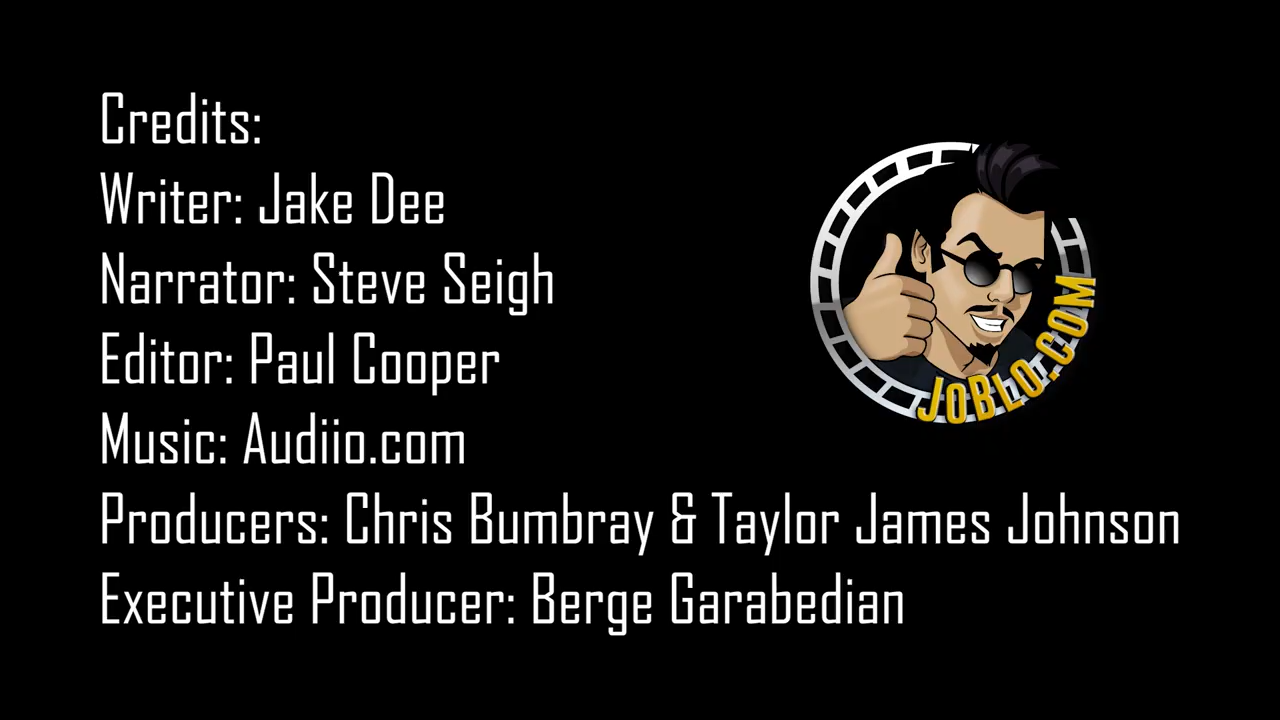 Credits:
Writer: Jake Dee
Narrator: Steve Seigh
Editor: Paul Cooper
Music: Audiio.com
Producers: Chris Bumbray & Taylor James Johnson
Executive Producer: Berge Garabedian
JOBLO.COM